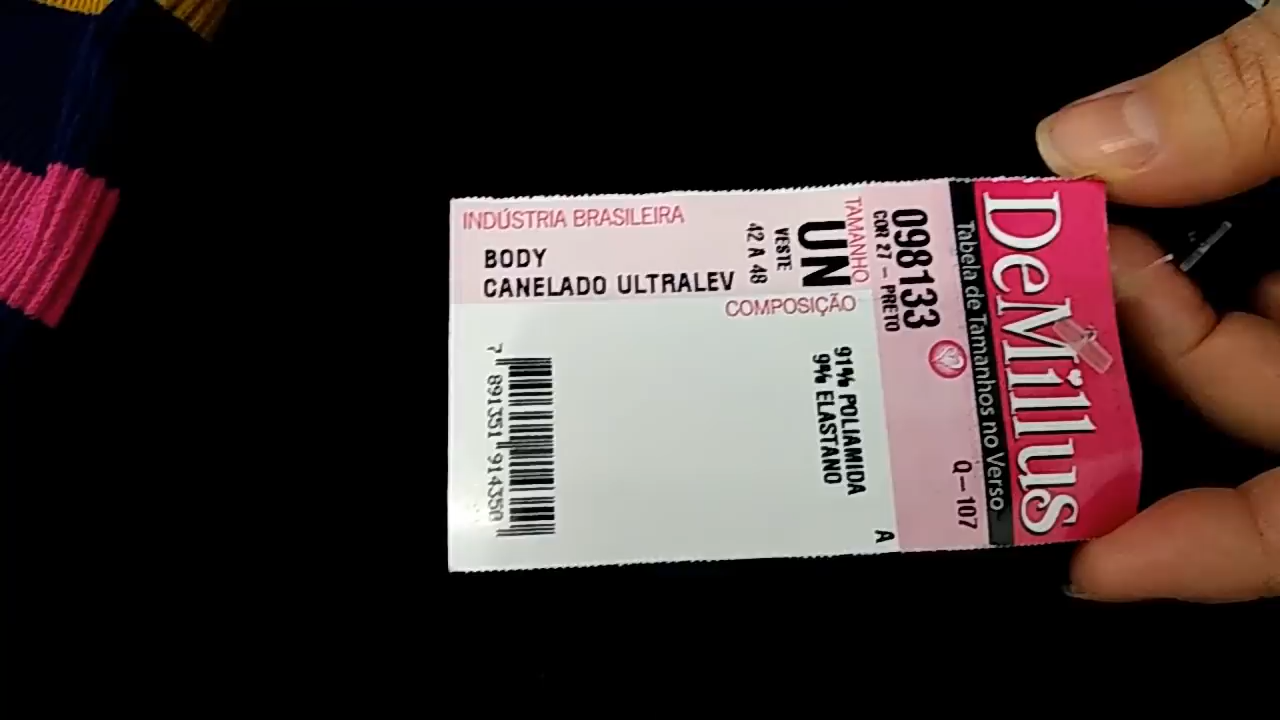 DeMillus
Tabela de Tamanhos no Verso
098133
Q-107
COR 27 - PRETO
TAMANHO
UN
VESTE
42 A 48
INDÚSTRIA BRASILEIRA
BODY
CANELADO ULTRALEV
COMPOSIÇÃO
91% POLIAMIDA
9% ELASTANO
A
7 891351 914350